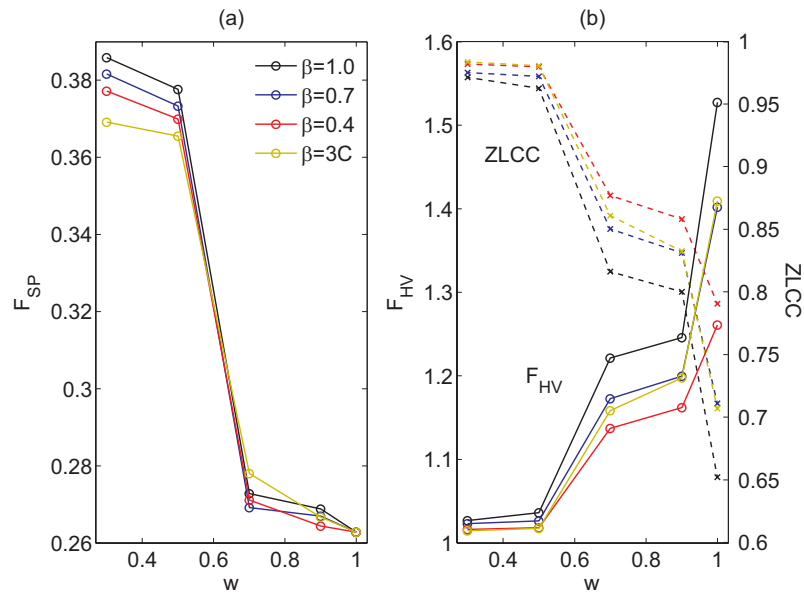 (a)
(b)
0.38
0.36
0.34
0.32
0.3
0.28
0.26
F_SP
0.4
0.6
0.8
1
w
β=1.0
β=0.7
β=0.4
β=3C
1.6
1.5
1.4
1.3
1.2
1.1
1
F_HV
ZLCC
F_HV
0.4
0.6
0.8
1
w
1
0.95
0.9
0.85
0.8
0.75
0.7
0.65
0.6
ZLCC